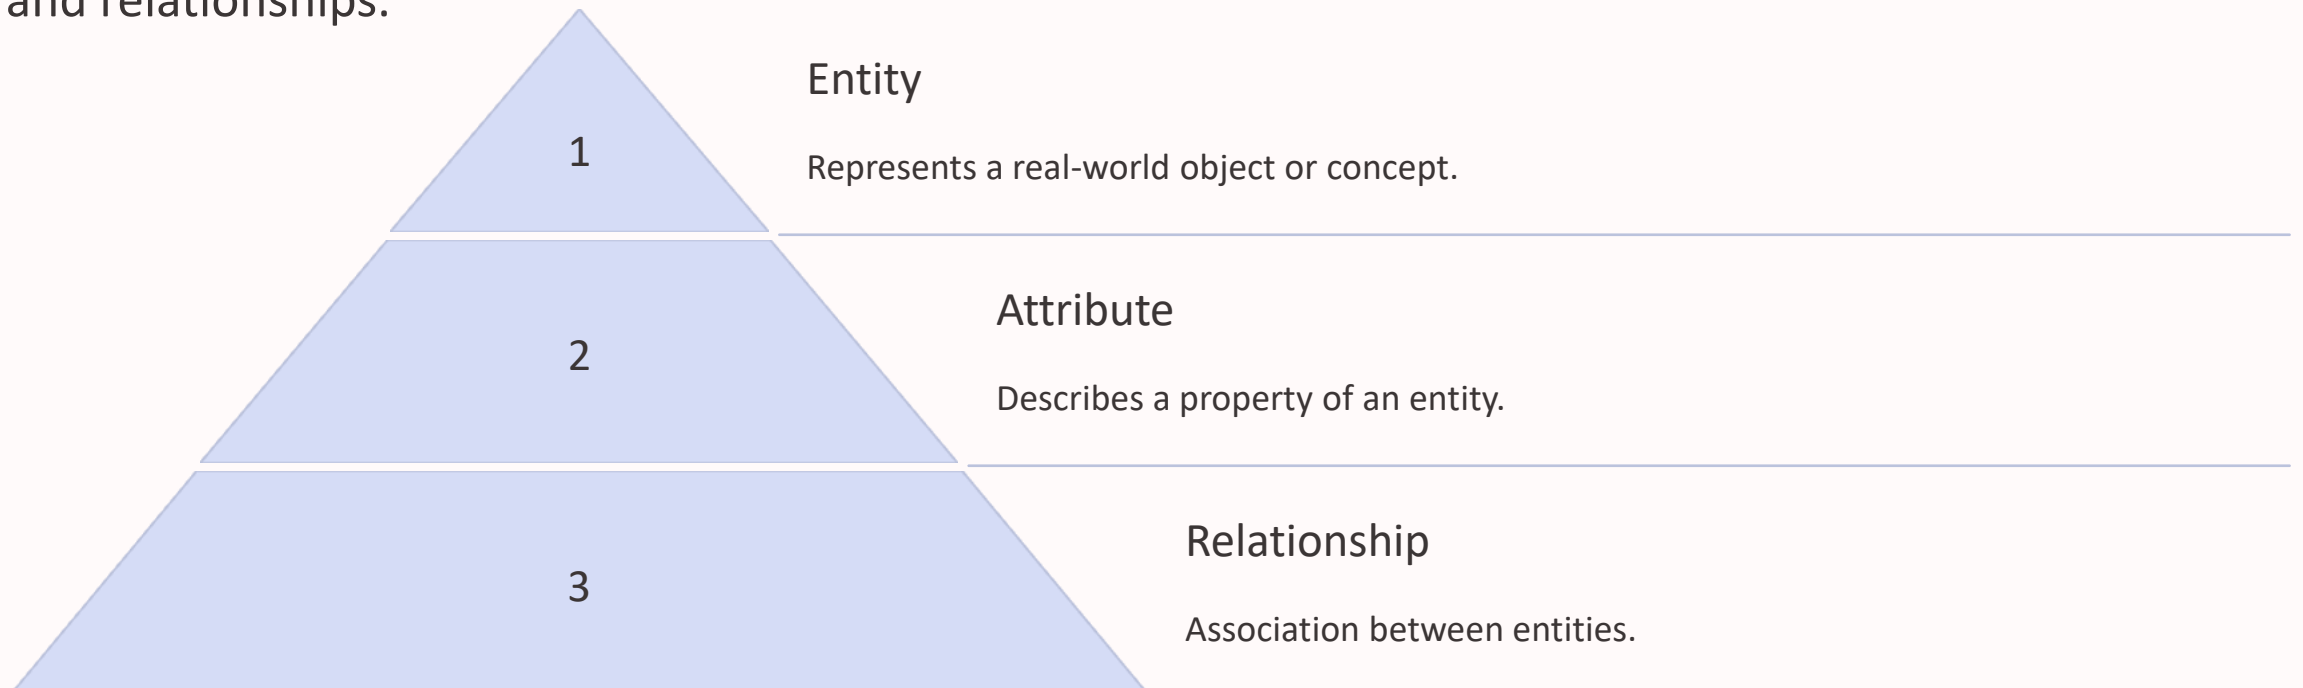 and relationships.
1
Entity
Represents a real-world object or concept.
2
Attribute
Describes a property of an entity.
3
Relationship
Association between entities.